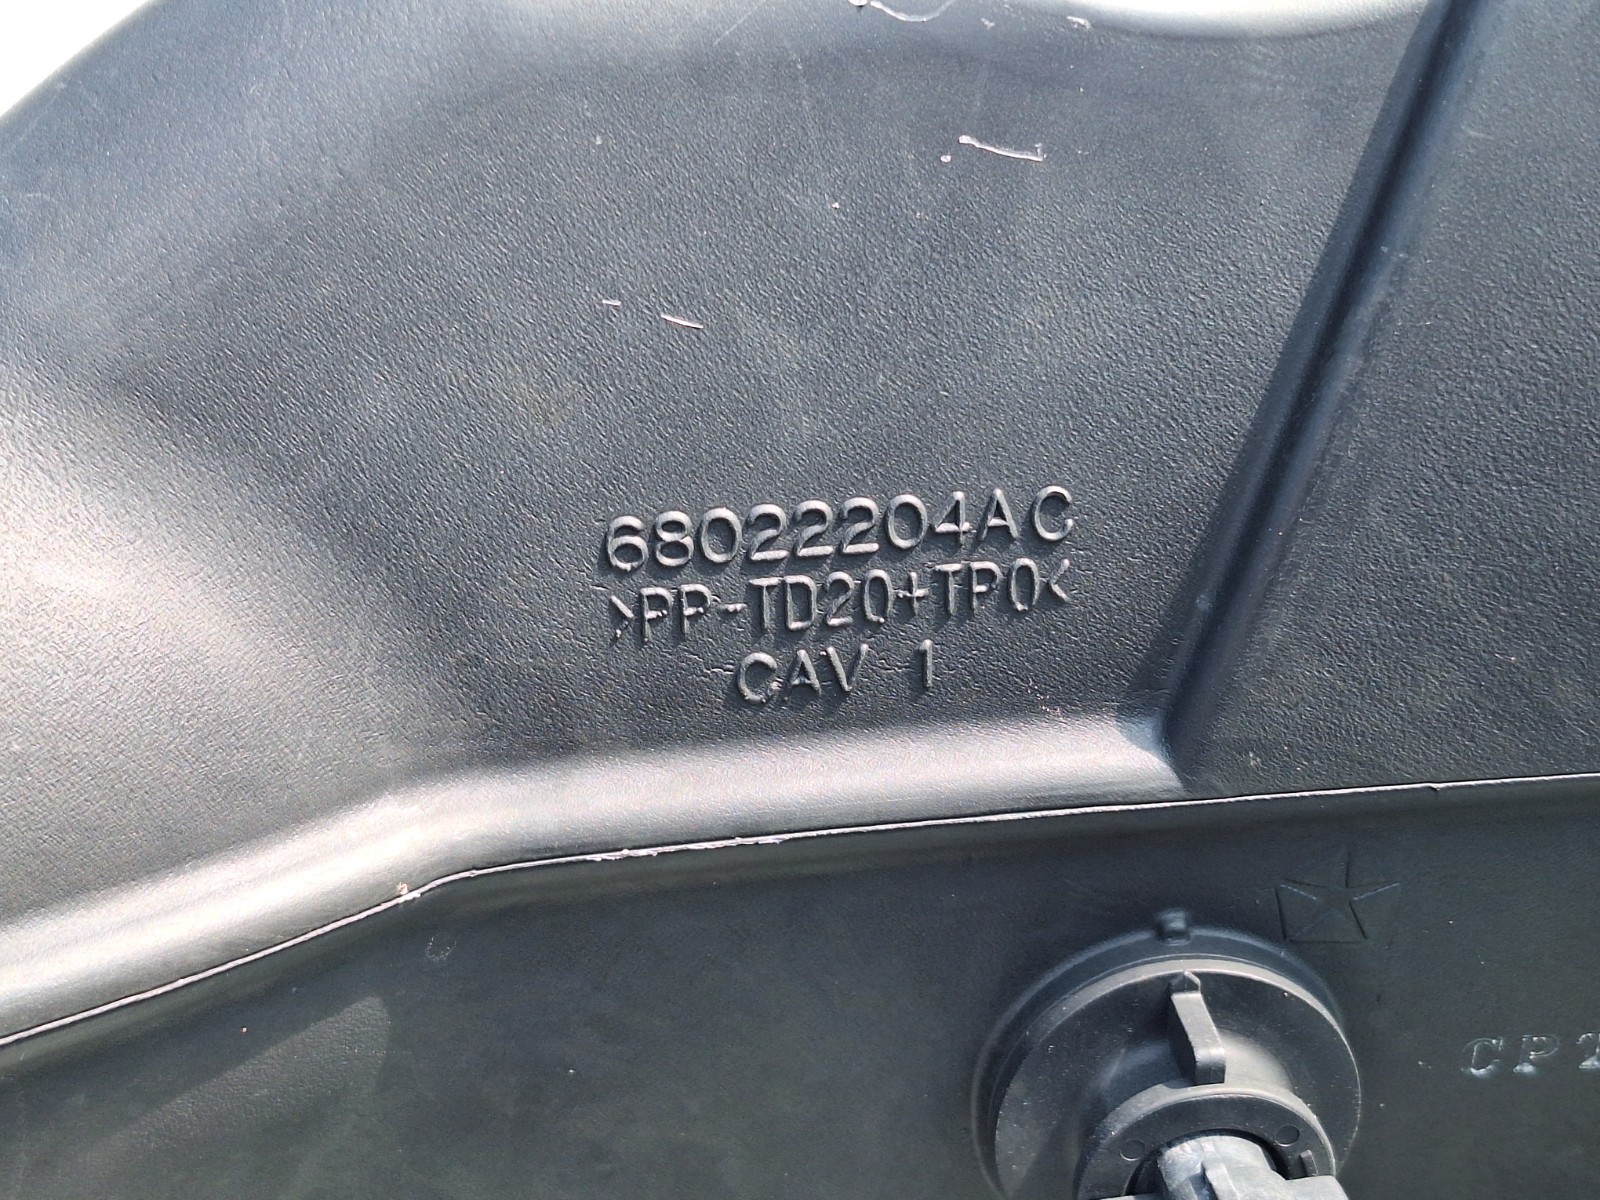 68022204AC
>PP-TD20+TPO<
CAV 1